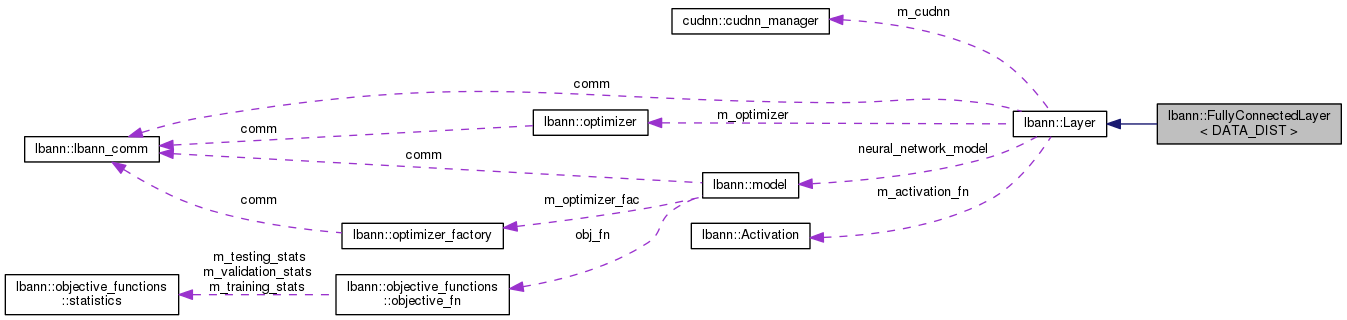 cudnn::cudnn_manager
m_cudnn
comm
lbann::FullyConnectedLayer
< DATA_DIST >
lbann::optimizer
m_optimizer
lbann::Layer
comm
lbann::lbann_comm
comm
neural_network_model
lbann::model
m_activation_fn
comm
m_optimizer_fac
lbann::optimizer_factory
obj_fn
lbann::Activation
m_testing_stats
m_validation_stats
m_training_stats
lbann::objective_functions
::statistics
lbann::objective_functions
::objective_fn